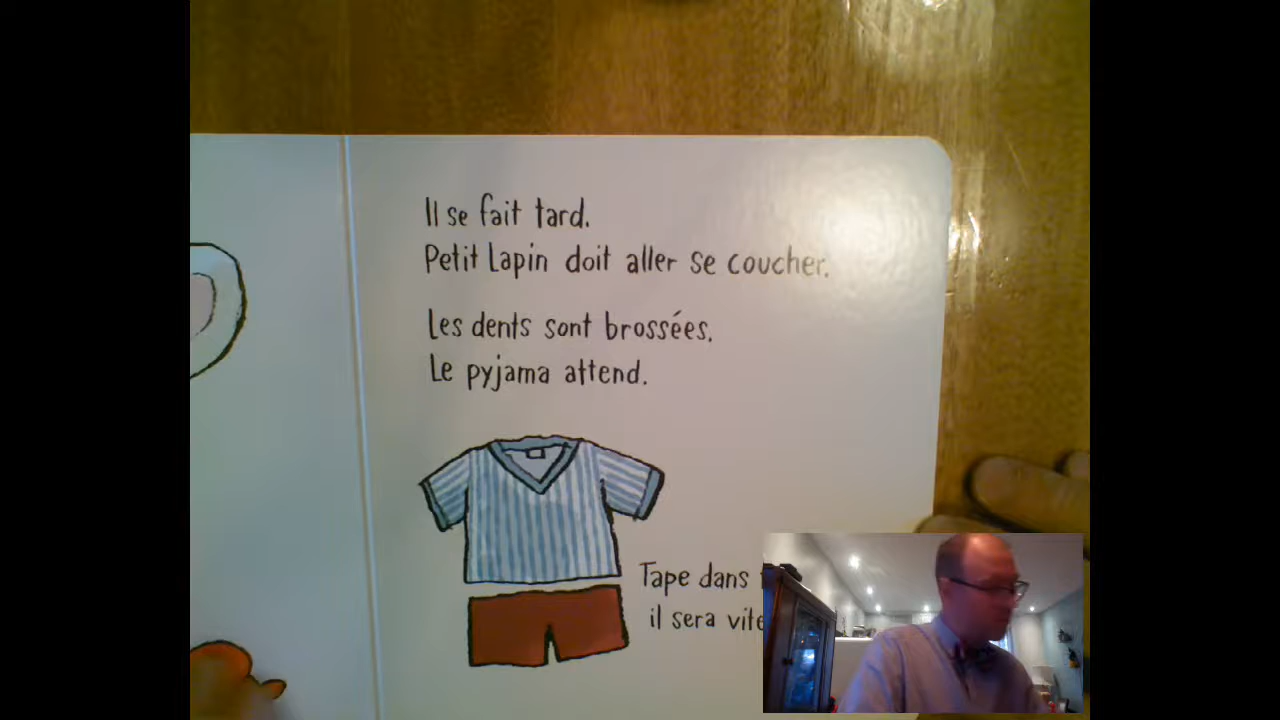 Il se fait tard.
Petit Lapin doit aller se coucher.
Les dents sont brossées.
Le pyjama attend.
Tape dans
il sera vite